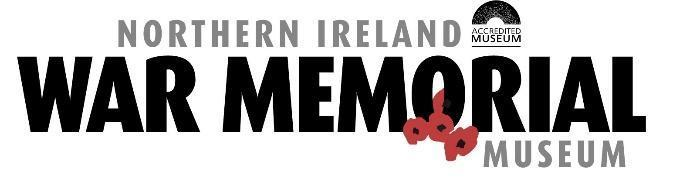 NORTHERN IRELAND
ACCREDITED
MUSEUM
WAR MEMORIAL
MUSEUM